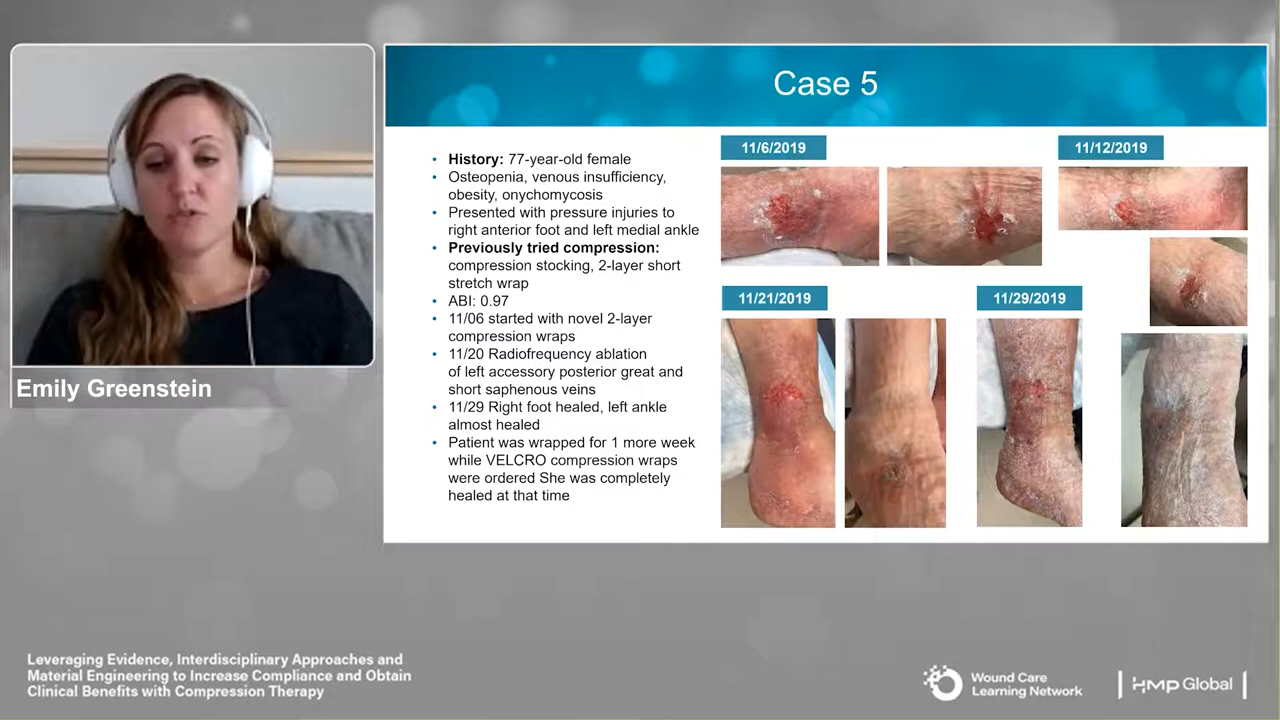 Case 5
• History: 77-year-old female
• Osteopenia, venous insufficiency,
obesity, onychomycosis
• Presented with pressure injuries to
right anterior foot and left medial ankle
• Previously tried compression:
compression stocking, 2-layer short
stretch wrap
• ABI: 0.97
• 11/06 started with novel 2-layer
compression wraps
• 11/20 Radiofrequency ablation
of left accessory posterior great and
short saphenous veins
• 11/29 Right foot healed, left ankle
almost healed
• Patient was wrapped for 1 more week
while VELCRO compression wraps
were ordered She was completely
healed at that time
11/6/2019
11/12/2019
11/21/2019
11/29/2019
Emily Greenstein
Leveraging Evidence, Interdisciplinary Approaches and
Material Engineering to Increase Compliance and Obtain
Clinical Benefits with Compression Therapy
Wound Care
Learning Network
HMP Global